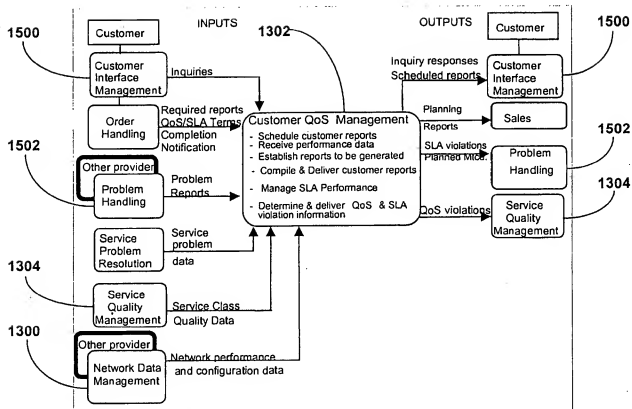 INPUTS
OUTPUTS
1500
Customer
1302
Customer
1500
Customer
Interface
Management
Inquiries
Inquiry responses
Scheduled reports
Customer
Interface
Management
Order
Handling
Required reports
QoS/SLA Terms
Completion
Notification
Customer QoS Management
- Schedule customer reports
- Receive performance data
- Establish reports to be generated
- Compile & Deliver customer reports
- Manage SLA Performance
- Determine & deliver QoS & SLA
violation information
Planning
Reports
Sales
1502
Other provider
Problem
Handling
Problem
Reports
SLA violations
Planned Mtce.
Problem
Handling
1502
1304
QoS violations
Service
Quality
Management
Service
Problem
Resolution
Service
problem
data
1304
Service
Quality
Management
Service Class
Quality Data
1300
Other provider
Network Data
Management
Network performance
and configuration data